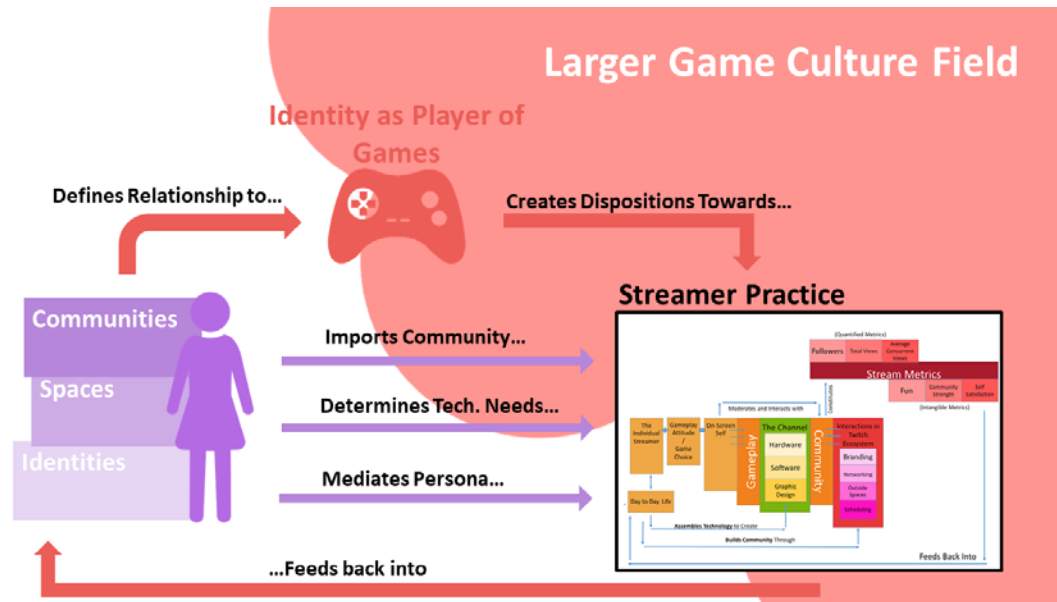 Larger Game Culture Field
Identity as Player of
Games
Defines Relationship to...
Creates Dispositions Towards...
Streamer Practice
Communities
Spaces
Identities
Imports Community...
Determines Tech. Needs...
Mediates Persona...
...Feeds back into
(Quantified Metrics)
Followers
Total Views
Average
Concurrent
Views
Stream Metrics
Fun
Community
Strength
Self
Satisfaction
(Intangible Metrics)
Constitutes
Moderates and Interacts with
The
Individual
Streamer
Gameplay
Attitude
/
Game
Choice
On Screen
Self
Gameplay
The Channel
Hardware
Software
Graphic
Design
Community
Interactions in
Twitch
Ecosystem
Branding
Networking
Outside
Spaces
Scheduling
Day to Day Life
Assembles Technology to Create
Builds Community Through
Feeds Back Into